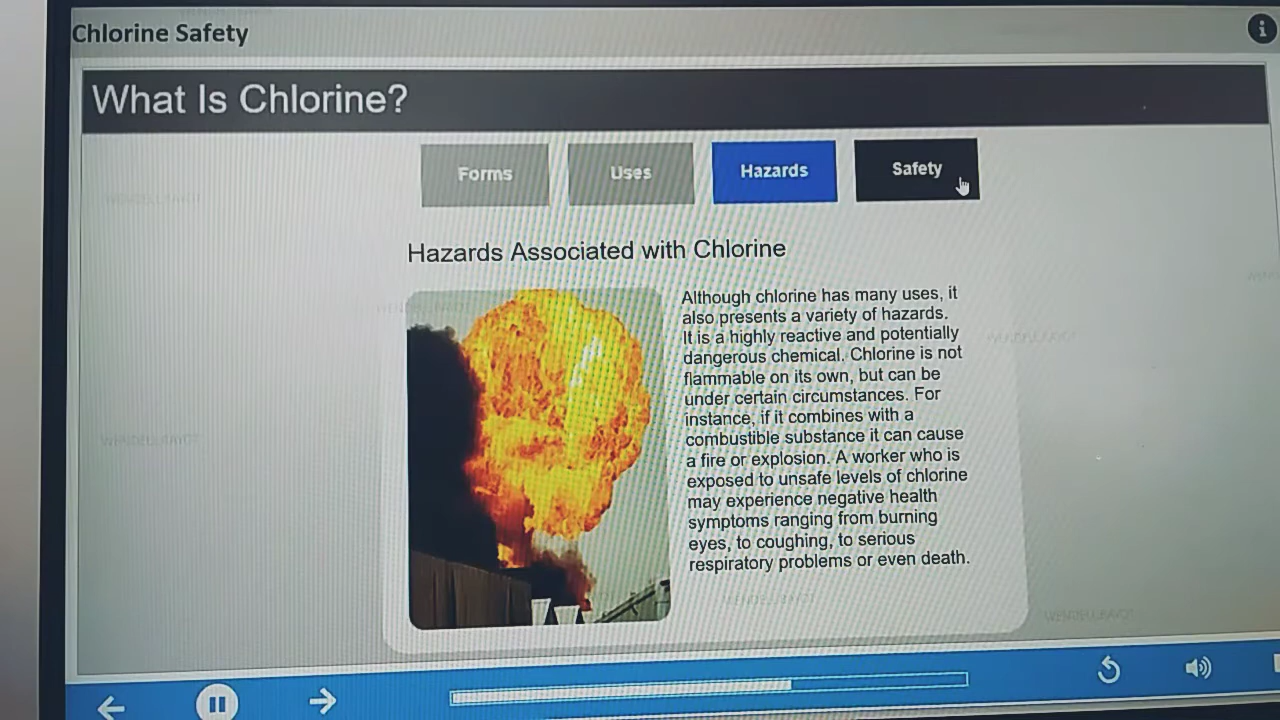 Chlorine Safety
What Is Chlorine?
Forms Uses Hazards Safety
Hazards Associated with Chlorine
Although chlorine has many uses, it
also presents a variety of hazards.
It is a highly reactive and potentially
dangerous chemical. Chlorine is not
flammable on its own, but can be
under certain circumstances. For
instance, if it combines with a
combustible substance it can cause
a fire or explosion. A worker who is
exposed to unsafe levels of chlorine
may experience negative health
symptoms ranging from burning
eyes, to coughing, to serious
respiratory problems or even death.